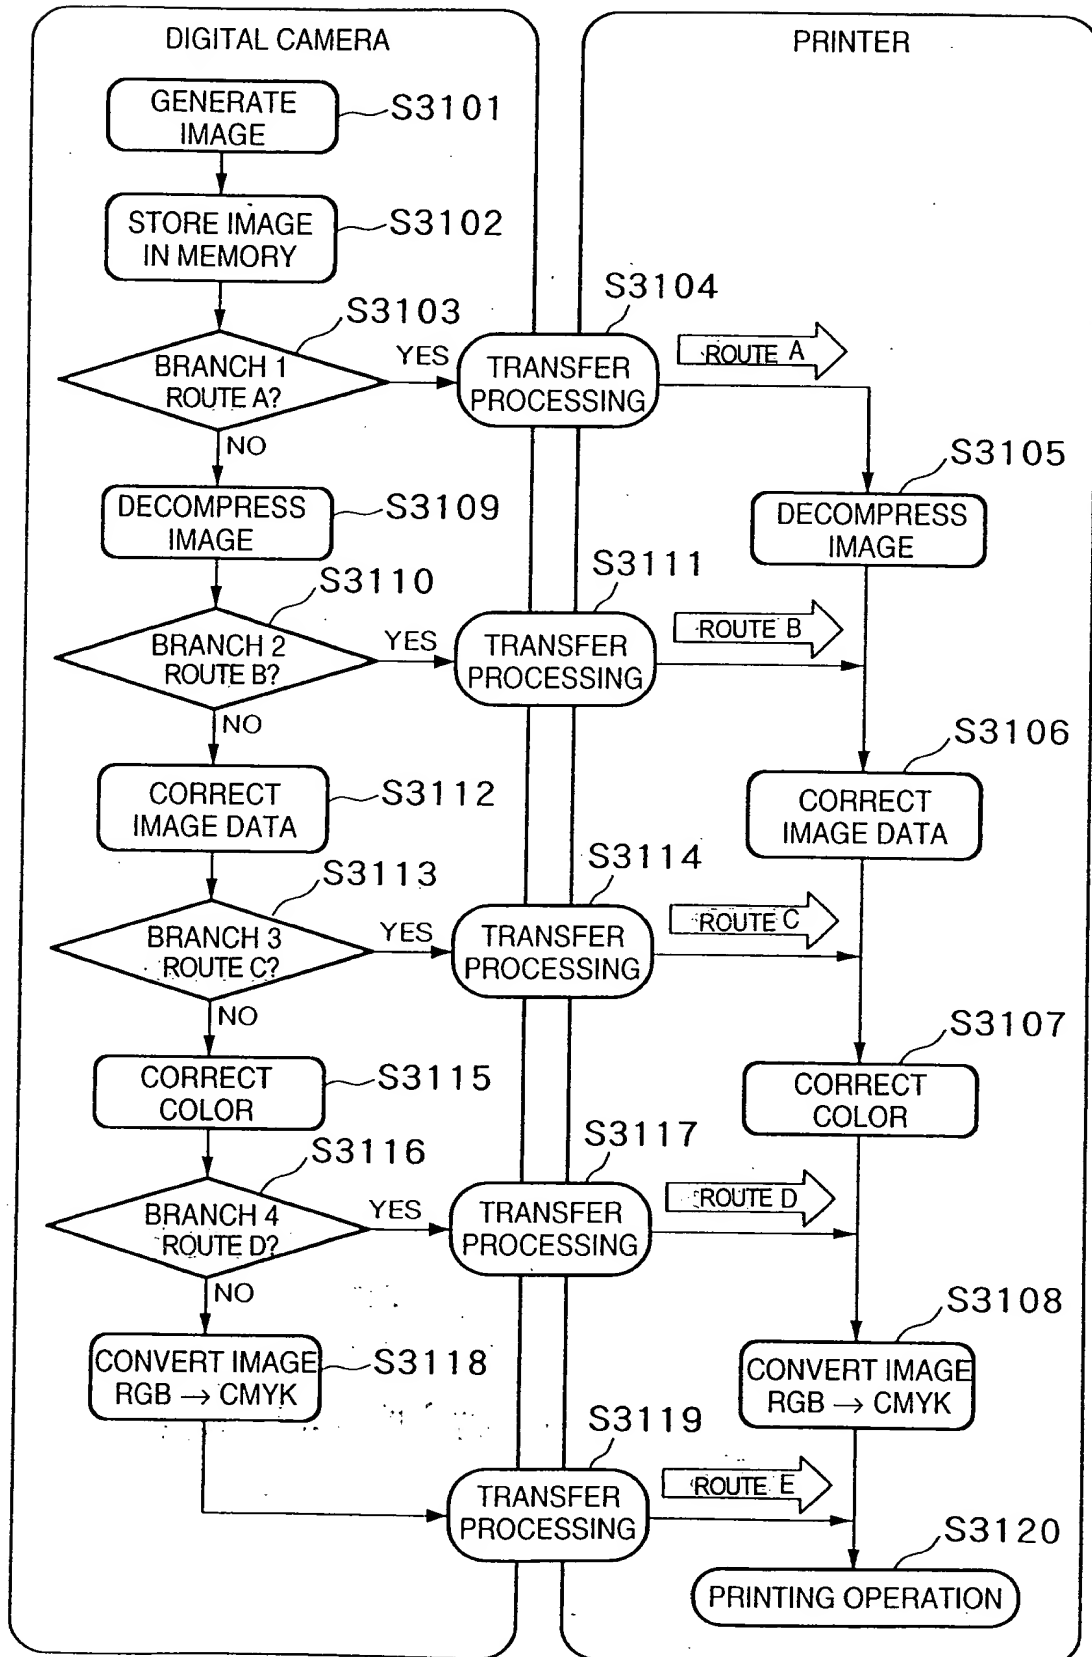 DIGITAL CAMERA
PRINTER
GENERATE
IMAGE
S3101
STORE IMAGE
IN MEMORY
S3102
S3103
S3104
BRANCH 1
ROUTE A?
YES
TRANSFER
PROCESSING
ROUTE A
NO
S3105
DECOMPRESS
IMAGE
S3109
DECOMPRESS
IMAGE
S3110
S3111
BRANCH 2
ROUTE B?
YES
TRANSFER
PROCESSING
ROUTE B
NO
S3106
CORRECT
IMAGE DATA
S3112
CORRECT
IMAGE DATA
S3113
S3114
BRANCH 3
ROUTE C?
YES
TRANSFER
PROCESSING
ROUTE C
NO
S3107
CORRECT
COLOR
S3115
CORRECT
COLOR
S3116
S3117
BRANCH 4
ROUTE D?
YES
TRANSFER
PROCESSING
ROUTE D
NO
S3108
CONVERT IMAGE
RGB → CMYK
S3118
CONVERT IMAGE
RGB → CMYK
S3119
TRANSFER
PROCESSING
ROUTE E
S3120
PRINTING OPERATION